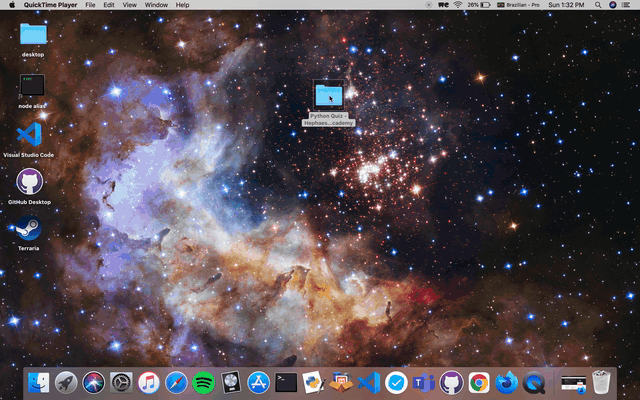 QuickTime Player File Edit View Window Help 26% Brazilian - Pro Sun 1:32 PM
desktop
node alias
Visual Studio Code
GitHub Desktop
Terraria
Python Quiz -
Hephaes...cademy